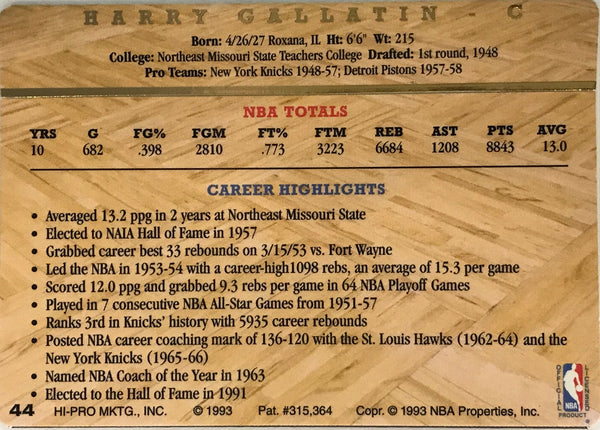 HARRY GALLATIN - C
Born: 4/26/27 Roxana, IL Ht: 6'6" Wt: 215
College: Northeast Missouri State Teachers College Drafted: 1st round, 1948
Pro Teams: New York Knicks 1948-57; Detroit Pistons 1957-58
NBA TOTALS
YRS G FG% FGM FT% FTM REB AST PTS AVG
10 682 .398 2810 .773 3223 6684 1208 8843 13.0
CAREER HIGHLIGHTS
• Averaged 13.2 ppg in 2 years at Northeast Missouri State
• Elected to NAIA Hall of Fame in 1957
• Grabbed career best 33 rebounds on 3/15/53 vs. Fort Wayne
• Led the NBA in 1953-54 with a career-high1098 rebs, an average of 15.3 per game
• Scored 12.0 ppg and grabbed 9.3 rebs per game in 64 NBA Playoff Games
• Played in 7 consecutive NBA All-Star Games from 1951-57
• Ranks 3rd in Knicks' history with 5935 career rebounds
• Posted NBA career coaching mark of 136-120 with the St. Louis Hawks (1962-64) and the
New York Knicks (1965-66)
• Named NBA Coach of the Year in 1963
• Elected to the Hall of Fame in 1991
OFFICIAL LICENSED
NBA
PRODUCT
44 HI-PRO MKTG., INC. © 1993 Pat. #315,364 Copr. © 1993 NBA Properties, Inc.